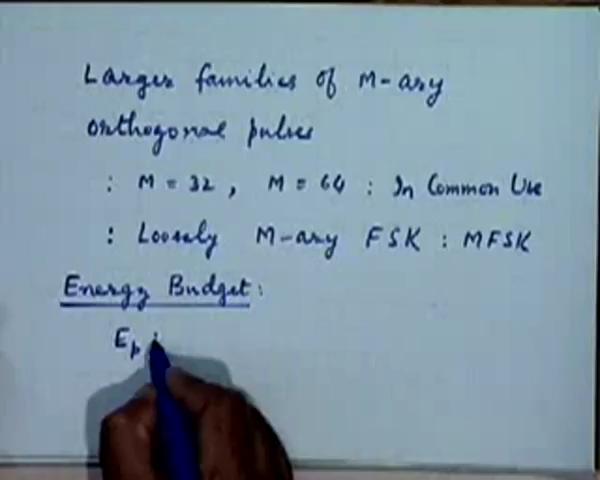 Larger families of M-ary
orthogonal pulses
: M = 32, M = 64 : In Common Use
: Loosely M-ary FSK : MFSK
Energy Budget:
Ep :